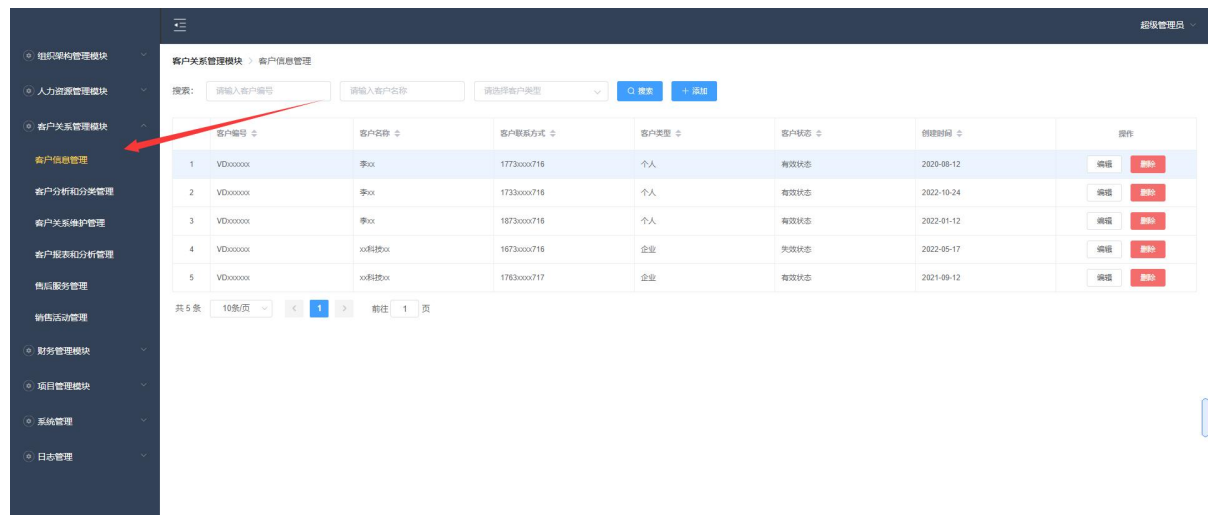 超级管理员
组织架构管理模块
人力资源管理模块
客户关系管理模块
客户信息管理
客户分析和分类管理
客户关系维护管理
客户报表和分析管理
售后服务管理
销售活动管理
财务管理模块
项目管理模块
系统管理
日志管理
客户关系管理模块 > 客户信息管理
搜索： 请输入客户编号 请输入客户名称 请选择客户类型 搜索 + 添加
客户编号 客户名称 客户联系方式 客户类型 客户状态 创建时间 操作
1 VDxxxxxx 李xx 1773xxxx716 个人 有效状态 2020-08-12 编辑 删除
2 VDxxxxxx 李xx 1733xxxx716 个人 有效状态 2022-10-24 编辑 删除
3 VDxxxxxx 李xx 1873xxxx716 个人 有效状态 2022-01-12 编辑 删除
4 VDxxxxxx xx科技xx 1673xxxx716 企业 失效状态 2022-05-17 编辑 删除
5 VDxxxxxx xx科技xx 1763xxxx717 企业 有效状态 2021-09-12 编辑 删除
共 5 条 10条/页 < 1 > 前往 1 页